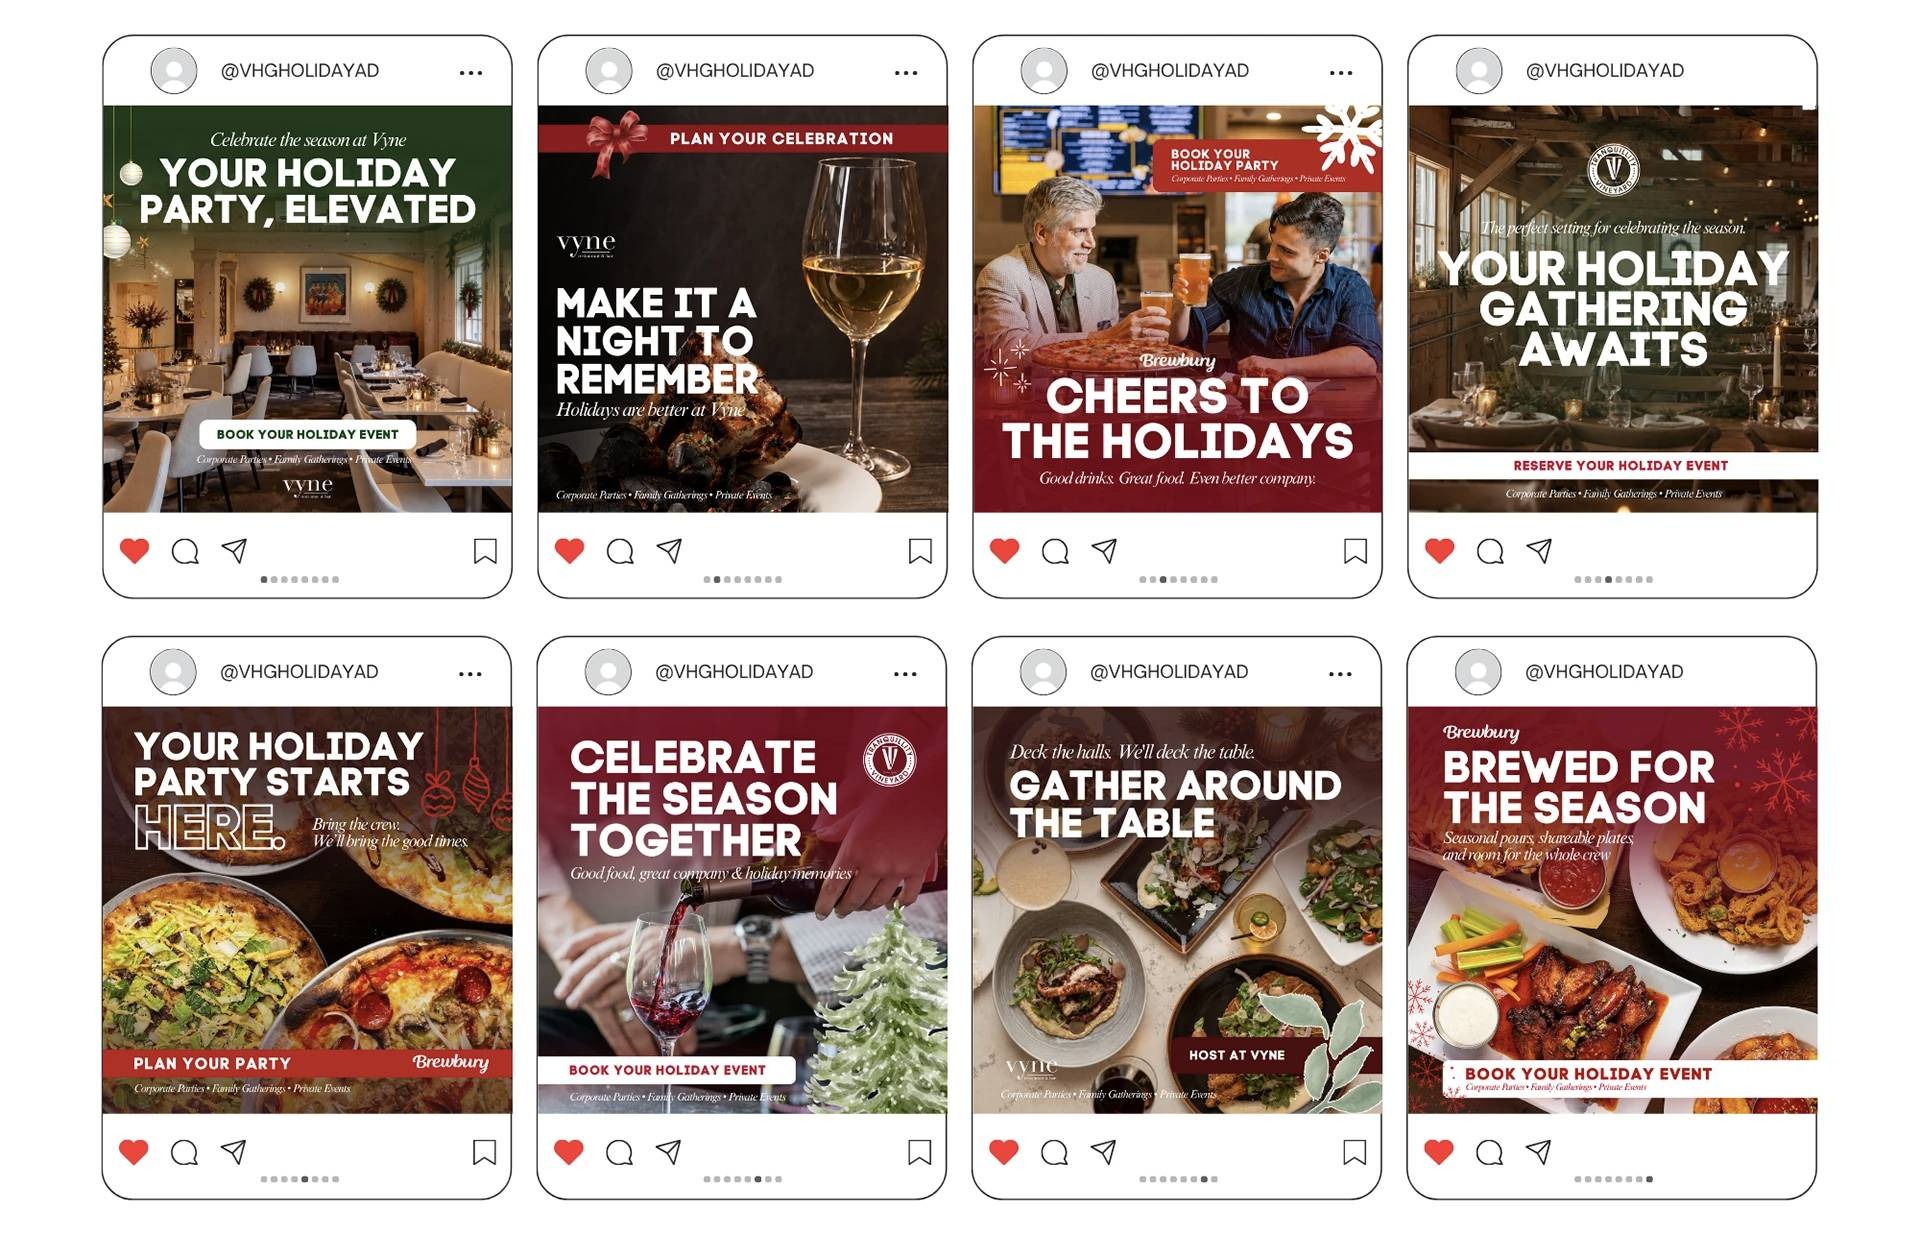 @VHGHOLIDAYAD
Celebrate the season at Vyne
YOUR HOLIDAY
PARTY, ELEVATED
BOOK YOUR HOLIDAY EVENT
Corporate Parties • Family Gatherings • Private Events
vyne
@VHGHOLIDAYAD
PLAN YOUR CELEBRATION
vyne
MAKE IT A
NIGHT TO
REMEMBER
Holidays are better at Vyne
Corporate Parties • Family Gatherings • Private Events
@VHGHOLIDAYAD
BOOK YOUR
HOLIDAY PARTY
Corporate Parties • Family Gatherings • Private Events
Brewbury
CHEERS TO
THE HOLIDAYS
Good drinks. Great food. Even better company.
@VHGHOLIDAYAD
TRANQUILLITY
VINEYARD
The perfect setting for celebrating the season.
YOUR HOLIDAY
GATHERING
AWAITS
RESERVE YOUR HOLIDAY EVENT
Corporate Parties • Family Gatherings • Private Events
@VHGHOLIDAYAD
YOUR HOLIDAY
PARTY STARTS
HERE.
Bring the crew.
We'll bring the good times.
PLAN YOUR PARTY
Brewbury
Corporate Parties • Family Gatherings • Private Events
@VHGHOLIDAYAD
CELEBRATE
THE SEASON
TOGETHER
TRANQUILLITY
VINEYARD
Good food, great company & holiday memories
BOOK YOUR HOLIDAY EVENT
Corporate Parties • Family Gatherings • Private Events
@VHGHOLIDAYAD
Deck the halls. We'll deck the table.
GATHER AROUND
THE TABLE
HOST AT VYNE
vyne
Corporate Parties • Family Gatherings • Private Events
@VHGHOLIDAYAD
Brewbury
BREWED FOR
THE SEASON
Seasonal pours, shareable plates,
and room for the whole crew
BOOK YOUR HOLIDAY EVENT
Corporate Parties • Family Gatherings • Private Events